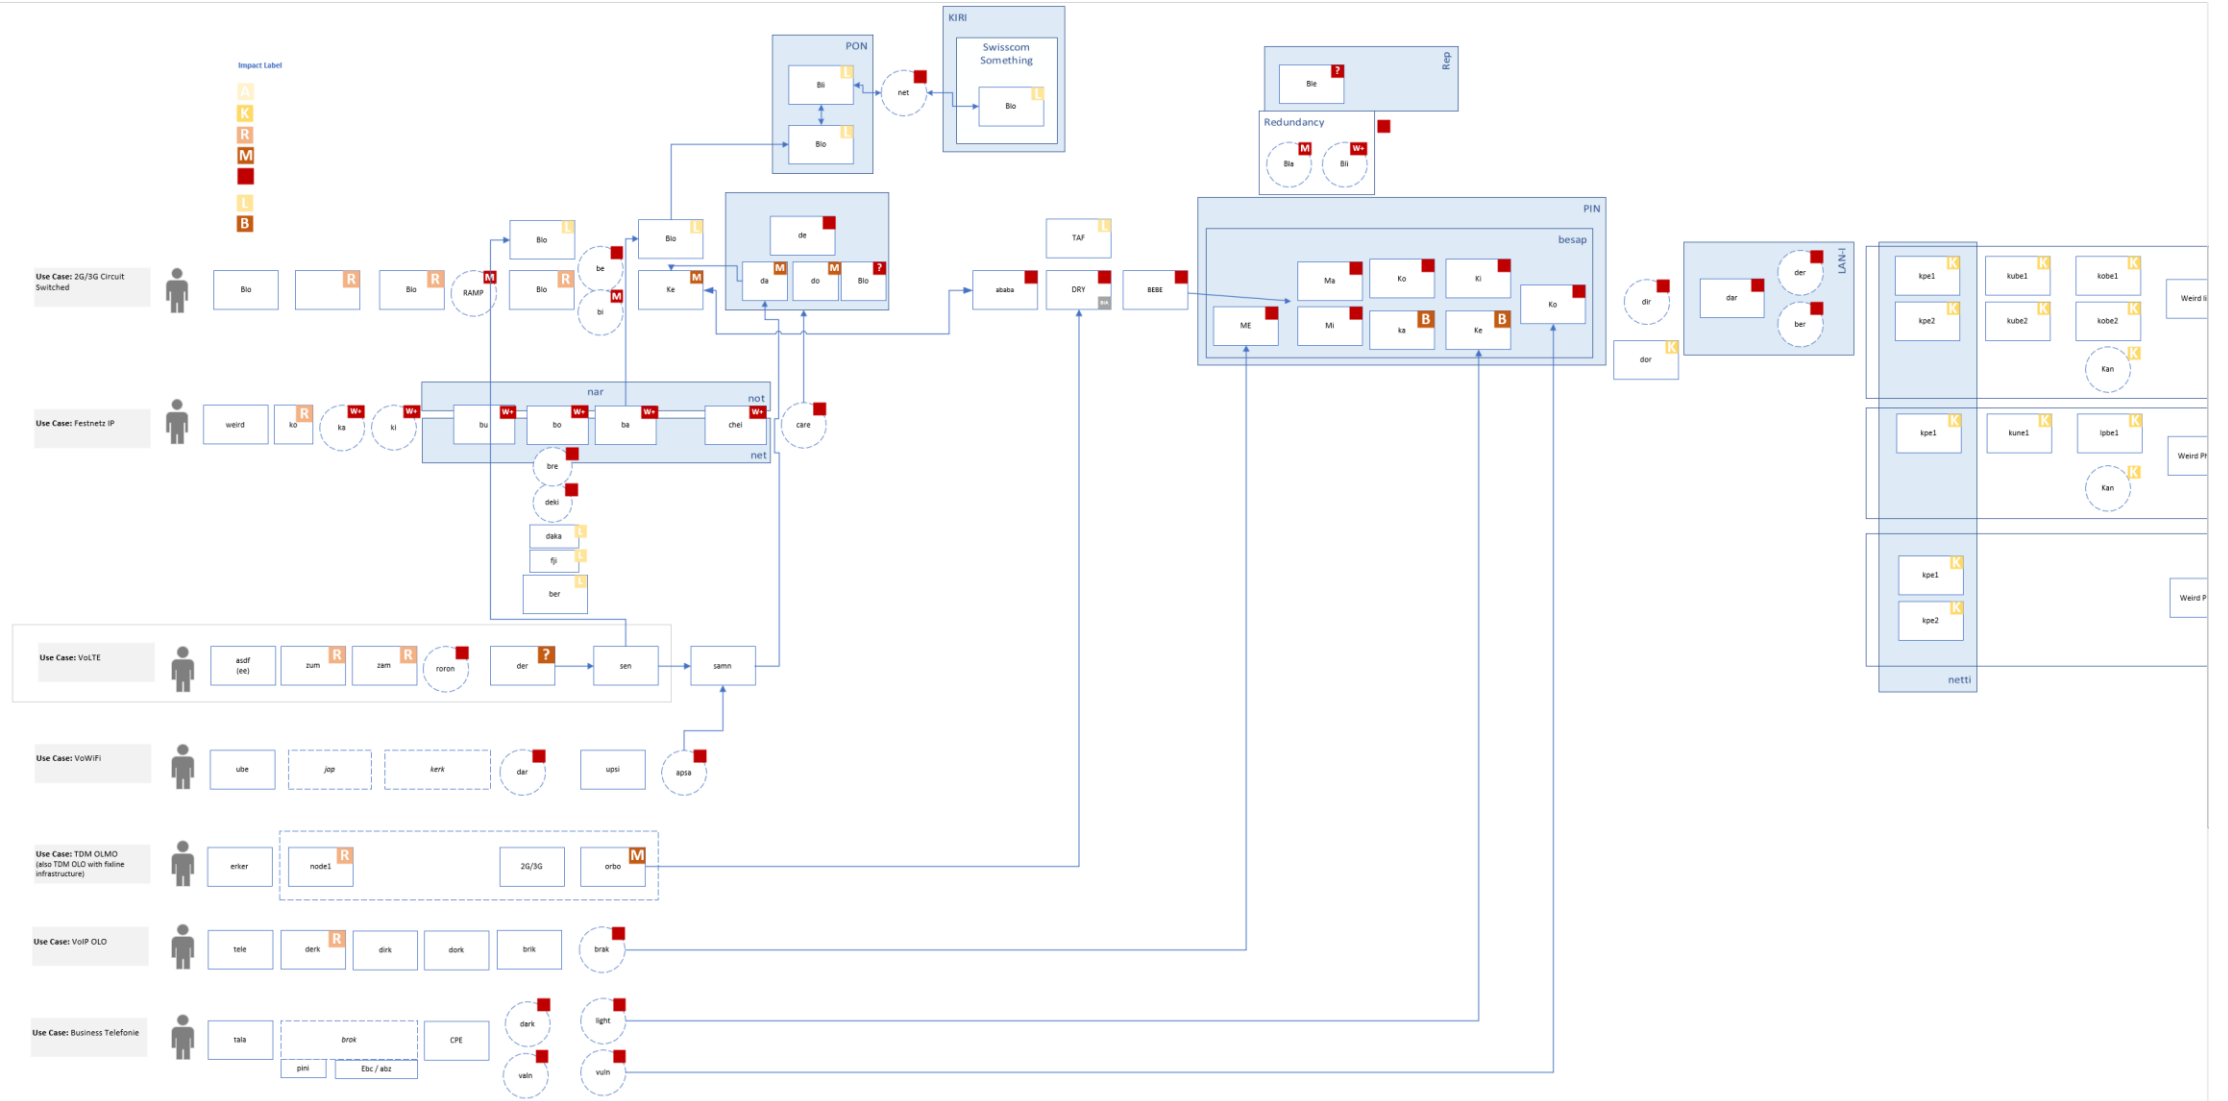 Impact Label
A
K
R
M
L
B
PON
Bli
L
Blo
L
net
KIRI
Swisscom
Something
Blo
L
Rep
Ble
?
Redundancy
Bla
M
Bli
W+
Use Case: 2G/3G Circuit
Switched
Blo
R
Blo
R
RAMP
M
Blo
L
Blo
R
be
bi
M
Blo
L
Ke
M
de
da
M
do
M
Blo
?
ababa
TAF
L
DRY
BEBE
PIN
besap
ME
Ma
Mi
Ko
ka
B
Ki
Ke
B
Ko
dir
dor
K
LAN-I
dar
der
ber
kpe1
K
kube1
K
kobe1
K
kpe2
K
kube2
K
kobe2
K
Kan
K
Weird
Use Case: Festnetz IP
weird
ko
R
ka
W+
ki
W+
nar
not
bu
W+
bo
W+
ba
W+
chei
W+
net
care
bre
deki
daka
L
fji
L
ber
L
kpe1
K
kune1
K
lpbe1
K
Kan
K
Weird Ph
kpe1
K
kpe2
K
Weird P
netti
Use Case: VoLTE
asdf
(ee)
zum
R
zam
R
roron
der
?
sen
samn
Use Case: VoWiFi
ube
jap
kerk
dar
upsi
apsa
Use Case: TDM OLMO
(also TDM OLO with fixline
infrastructure)
erker
node1
R
2G/3G
orbo
M
Use Case: VoIP OLO
tele
derk
R
dirk
dork
brik
brak
Use Case: Business Telefonie
tala
brok
pini
Ebc / abz
CPE
dark
valn
light
vuln